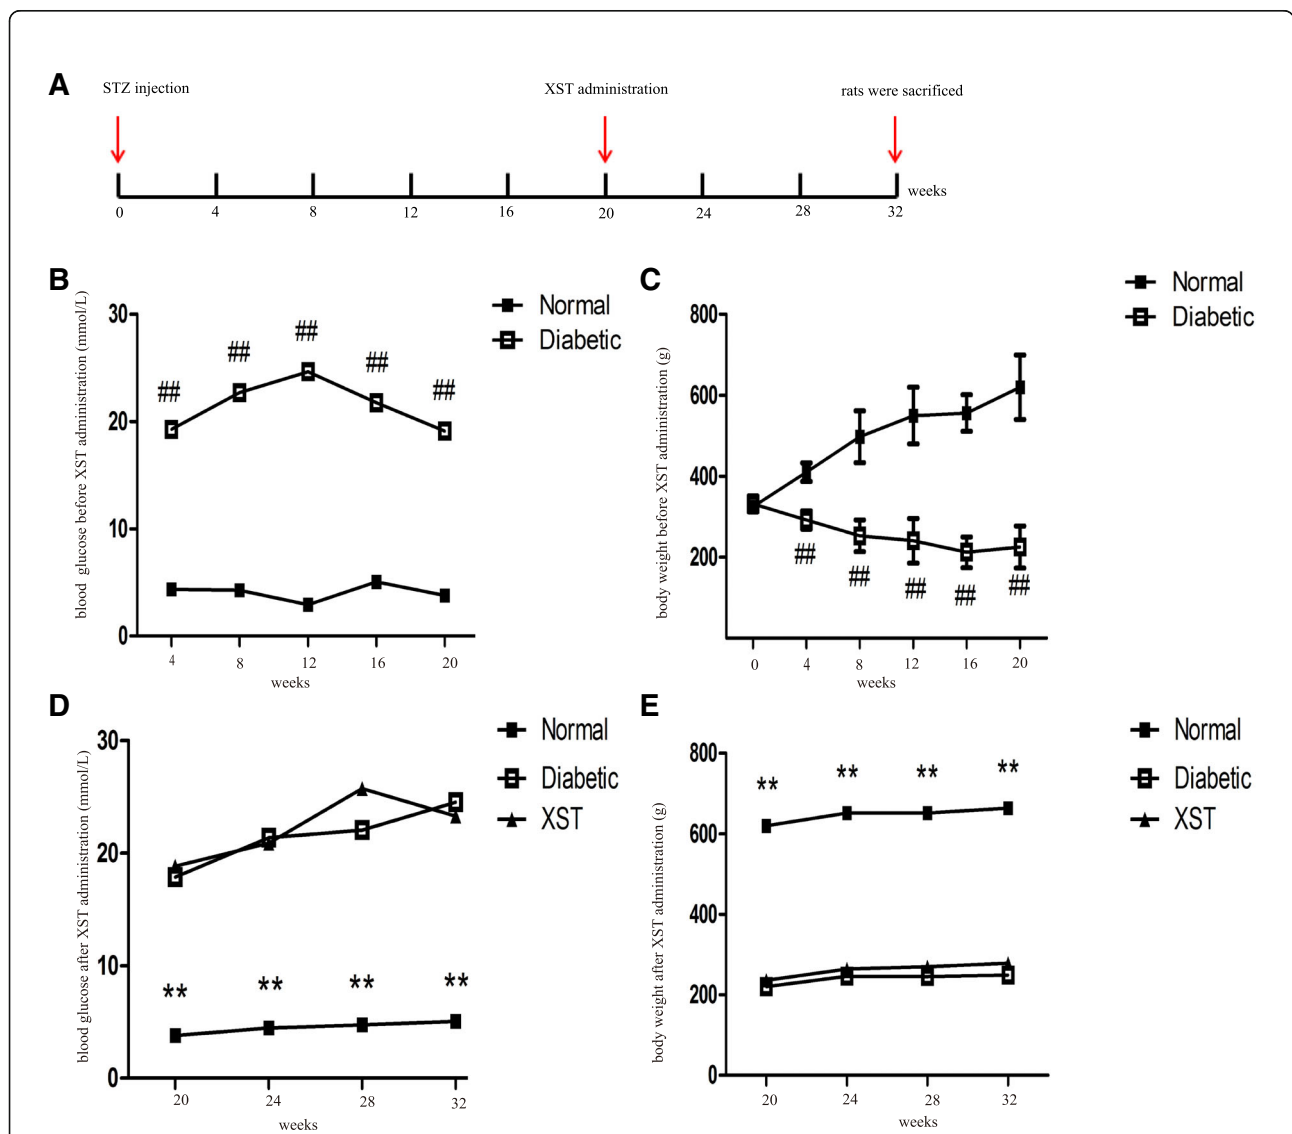 A
STZ injection
XST administration
rats were sacrificed
weeks
0 4 8 12 16 20 24 28 32
B
blood glucose before XST administration (mmol/L)
30
20
10
0
## ## ## ## ##
Normal
Diabetic
4 8 12 16 20
weeks
C
body weight before XST administration (g)
800
600
400
200
## ## ## ## ##
Normal
Diabetic
0 4 8 12 16 20
weeks
D
blood glucose after XST administration (mmol/L)
30
20
10
0
** ** ** **
Normal
Diabetic
XST
20 24 28 32
weeks
E
body weight after XST administration (g)
800
600
400
200
0
** ** ** **
Normal
Diabetic
XST
20 24 28 32
weeks